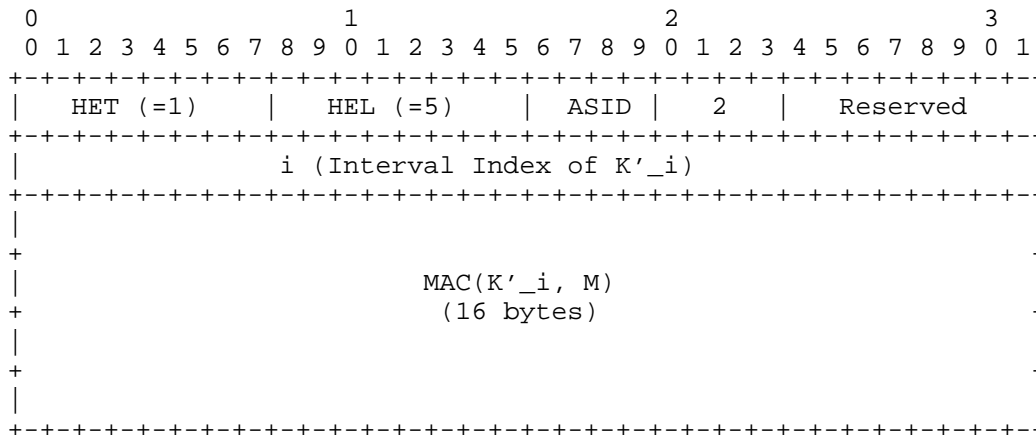 0                   1                   2                   3
 0 1 2 3 4 5 6 7 8 9 0 1 2 3 4 5 6 7 8 9 0 1 2 3 4 5 6 7 8 9 0 1
+-+-+-+-+-+-+-+-+-+-+-+-+-+-+-+-+-+-+-+-+-+-+-+-+-+-+-+-+-+-+-+-
|   HET (=1)    |   HEL (=5)    |  ASID |   2   |   Reserved
+-+-+-+-+-+-+-+-+-+-+-+-+-+-+-+-+-+-+-+-+-+-+-+-+-+-+-+-+-+-+-+-
|                i (Interval Index of K'_i)
+-+-+-+-+-+-+-+-+-+-+-+-+-+-+-+-+-+-+-+-+-+-+-+-+-+-+-+-+-+-+-+-
|
+                                                               +
|                         MAC(K'_i, M)
+                          (16 bytes)                           +
|
+                                                               +
|
+-+-+-+-+-+-+-+-+-+-+-+-+-+-+-+-+-+-+-+-+-+-+-+-+-+-+-+-+-+-+-+-